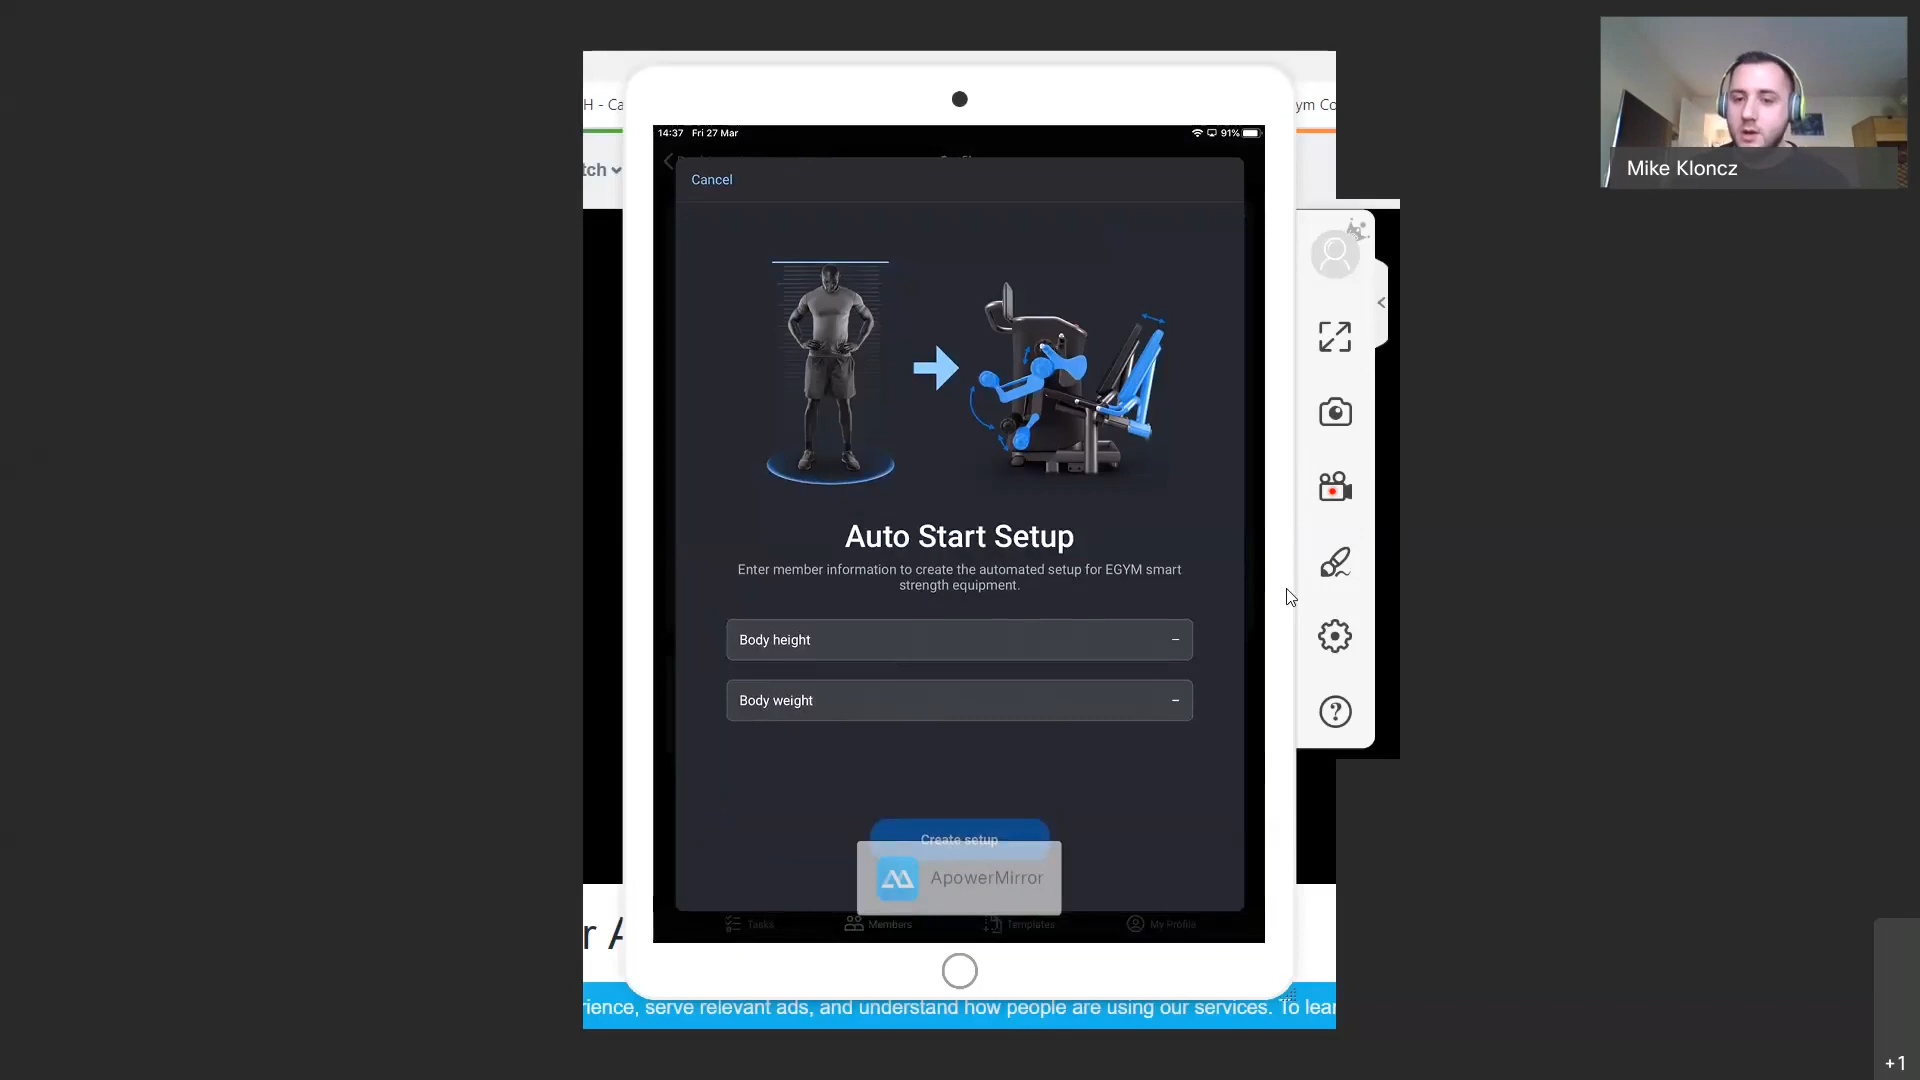 Mike Kloncz
H - Ca
ym Co
tch
14:37 Fri 27 Mar
91%
Cancel
Auto Start Setup
Enter member information to create the automated setup for EGYM smart
strength equipment.
Body height –
Body weight –
Create setup
ApowerMirror
Tasks
Members
Templates
My Profile
r A
rience, serve relevant ads, and understand how people are using our services. To lear
+1